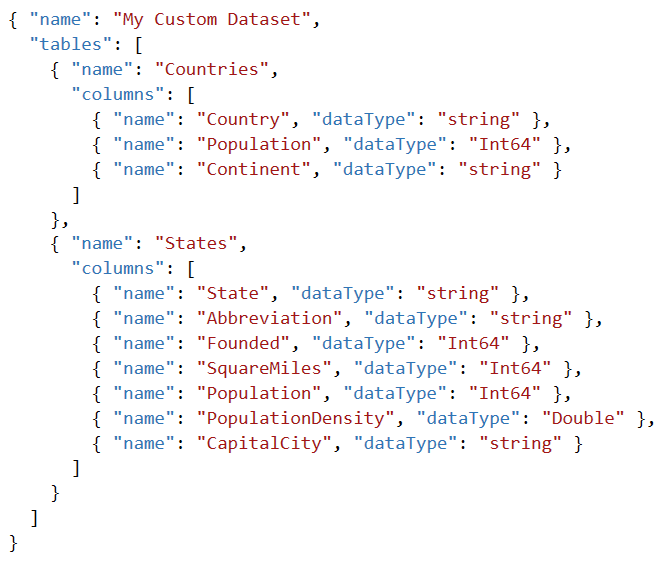 { "name": "My Custom Dataset",
  "tables": [
    { "name": "Countries",
      "columns": [
        { "name": "Country", "dataType": "string" },
        { "name": "Population", "dataType": "Int64" },
        { "name": "Continent", "dataType": "string" }
      ]
    },
    { "name": "States",
      "columns": [
        { "name": "State", "dataType": "string" },
        { "name": "Abbreviation", "dataType": "string" },
        { "name": "Founded", "dataType": "Int64" },
        { "name": "SquareMiles", "dataType": "Int64" },
        { "name": "Population", "dataType": "Int64" },
        { "name": "PopulationDensity", "dataType": "Double" },
        { "name": "CapitalCity", "dataType": "string" }
      ]
    }
  ]
}